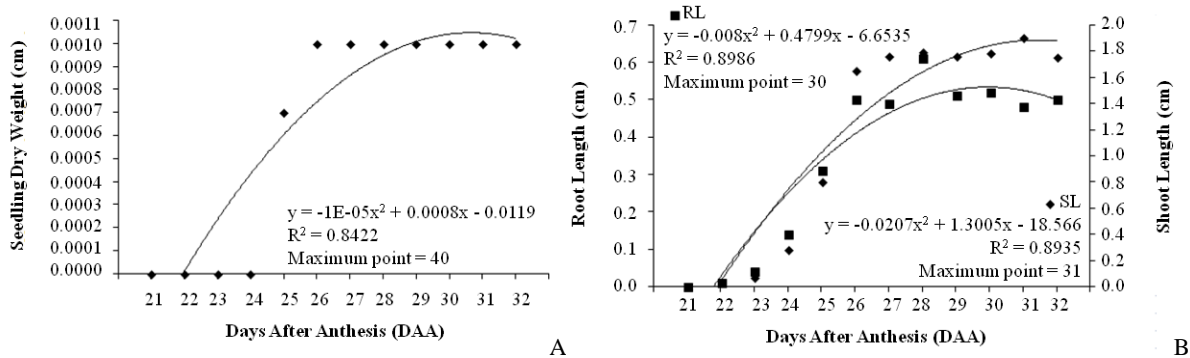 0.0011
0.0010
0.0009
0.0007
0.0006
0.0005
0.0004
0.0003
0.0002
0.0001
0.0000
Seedling Dry Weight (cm)
y = -1E-05x² + 0.0008x - 0.0119
R² = 0.8422
Maximum point = 40
21 22 23 24 25 26 27 28 29 30 31 32
Days After Anthesis (DAA)
A
RL
y = -0.008x² + 0.4799x - 6.6535
R² = 0.8986
Maximum point = 30
0.7
0.6
0.5
0.4
0.3
0.2
0.1
0.0
Root Length (cm)
2.0
1.8
1.6
1.4
1.2
1.0
0.8
0.6
0.4
0.2
0.0
Shoot Length (cm)
SL
y = -0.0207x² + 1.3005x - 18.566
R² = 0.8935
Maximum point = 31
21 22 23 24 25 26 27 28 29 30 31 32
Days After Anthesis (DAA)
B